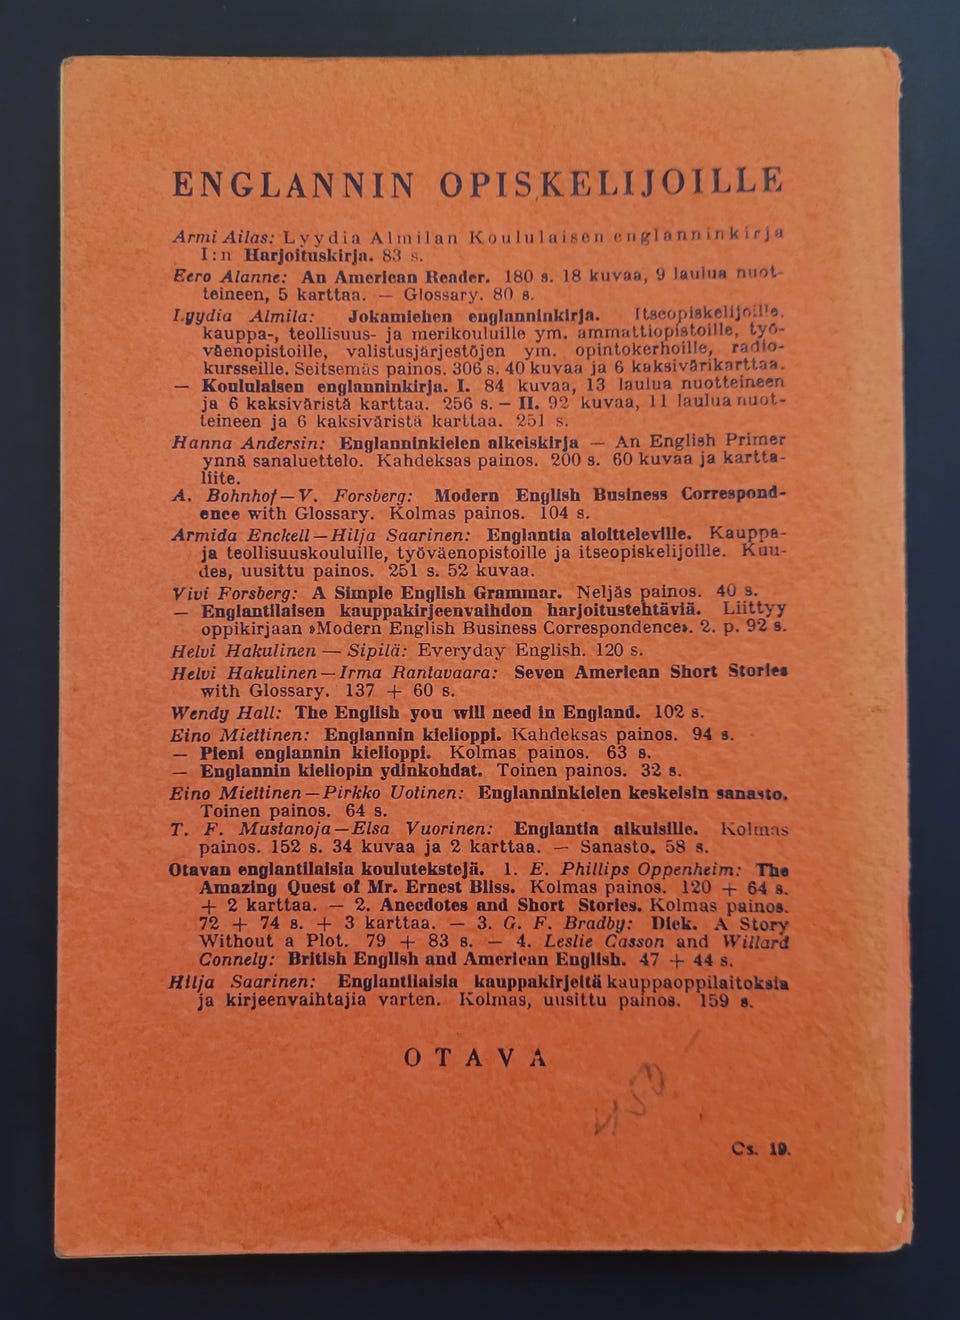 ENGLANNIN OPISKELIJOILLE
Armi Ailas: Lyydia Almilan Koululaisen englanninkirja
I:n Harjoituskirja. 83 s.
Eero Alanne: An American Reader. 180 s. 18 kuvaa, 9 laulua nuot-
teineen, 5 karttaa. — Glossary. 80 s.
Lyydia Almila: Jokamiehen englanninkirja. Itseopiskelijoille,
kauppa-, teollisuus- ja merikouluille ym. ammattiopistoille, työ-
väenopistoille, valistusjärjestöjen ym. opintokerhoille, radio-
kursseille. Seitsemäs painos. 306 s. 40 kuvaa ja 6 kaksivärikarttaa.
— Koululaisen englanninkirja. I. 84 kuvaa, 13 laulua nuotteineen
ja 6 kaksiväristä karttaa. 256 s. — II. 92 kuvaa, 11 laulua nuot-
teineen ja 6 kaksiväristä karttaa. 251 s.
Hanna Andersin: Englanninkielen alkeiskirja — An English Primer
ynnä sanaluettelo. Kahdeksas painos. 200 s. 60 kuvaa ja kartta-
liite.
A. Bohnhof—V. Forsberg: Modern English Business Correspond-
ence with Glossary. Kolmas painos. 104 s.
Armida Enckell—Hilja Saarinen: Englantia aloitteleville. Kauppa-
ja teollisuuskouluille, työväenopistoille ja itseopiskelijoille. Kuu-
des, uusittu painos. 251 s. 52 kuvaa.
Vivi Forsberg: A Simple English Grammar. Neljäs painos. 40 s.
— Englantilaisen kauppakirjeenvaihdon harjoitustehtäviä. Liittyy
oppikirjaan »Modern English Business Correspondence». 2. p. 92 s.
Helvi Hakulinen — Sipilä: Everyday English. 120 s.
Helvi Hakulinen—Irma Rantavaara: Seven American Short Stories
with Glossary. 137 + 60 s.
Wendy Hall: The English you will need in England. 102 s.
Eino Miettinen: Englannin kielioppi. Kahdeksas painos. 94 s.
— Pieni englannin kielioppi. Kolmas painos. 63 s.
— Englannin kieliopin ydinkohdat. Toinen painos. 32 s.
Eino Miettinen—Pirkko Uotinen: Englanninkielen keskeisin sanasto.
Toinen painos. 64 s.
T. F. Mustanoja—Elsa Vuorinen: Englantia aikuisille. Kolmas
painos. 152 s. 34 kuvaa ja 2 karttaa. — Sanasto. 58 s.
Otavan englantilaisia koulutekstejä. 1. E. Phillips Oppenheim: The
Amazing Quest of Mr. Ernest Bliss. Kolmas painos. 120 + 64 s.
+ 2 karttaa. — 2. Anecdotes and Short Stories. Kolmas painos.
72 + 74 s. + 3 karttaa. — 3. G. F. Bradby: Dick. A Story
Without a Plot. 79 + 83 s. — 4. Leslie Casson and Willard
Connely: British English and American English. 47 + 44 s.
Hilja Saarinen: Englantilaisia kauppakirjeitä kauppaoppilaitoksia
ja kirjeenvaihtajia varten. Kolmas, uusittu painos. 159 s.
OTAVA
450
Cs. 19.